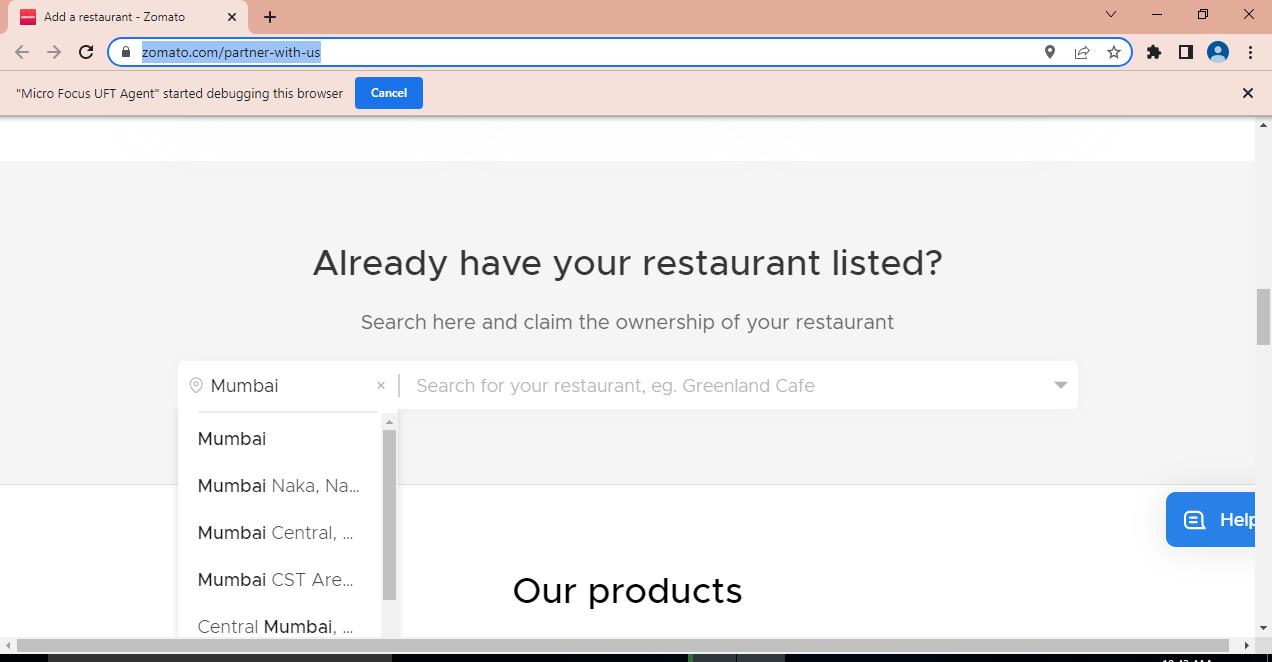 Add a restaurant - Zomato
zomato.com/partner-with-us
"Micro Focus UFT Agent" started debugging this browser
Cancel
Already have your restaurant listed?
Search here and claim the ownership of your restaurant
Mumbai
Search for your restaurant, eg. Greenland Cafe
Mumbai
Mumbai Naka, Na...
Mumbai Central, ...
Mumbai CST Are...
Central Mumbai, ...
Help
Our products